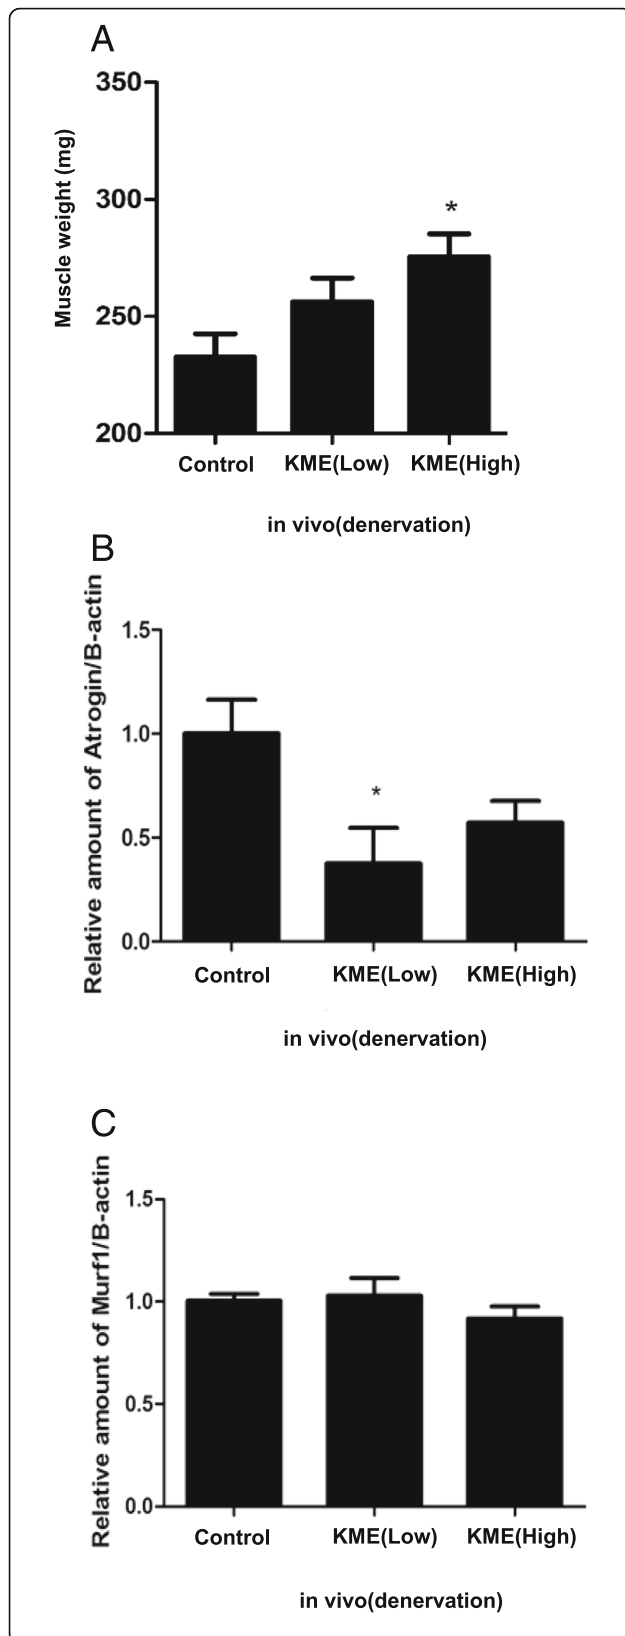 A
Muscle weight (mg)
350
300
250
200
*
Control KME(Low) KME(High)
in vivo(denervation)
B
Relative amount of Atrogin/B-actin
1.5
1.0
0.5
0.0
*
Control KME(Low) KME(High)
in vivo(denervation)
C
Relative amount of Murf1/B-actin
1.5
1.0
0.5
0.0
Control KME(Low) KME(High)
in vivo(denervation)